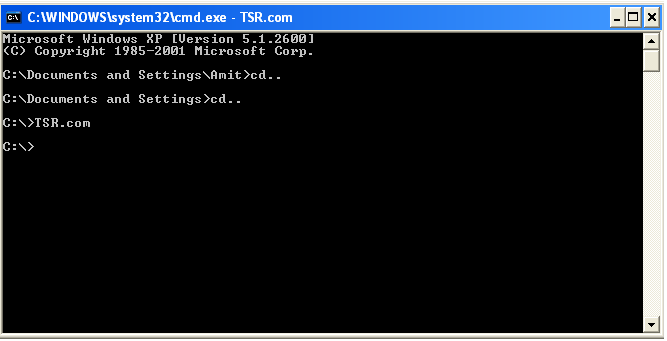 C:\WINDOWS\system32\cmd.exe - TSR.com
Microsoft Windows XP [Version 5.1.2600]
(C) Copyright 1985-2001 Microsoft Corp.
C:\Documents and Settings\Amit>cd..
C:\Documents and Settings>cd..
C:\>TSR.com
C:\>